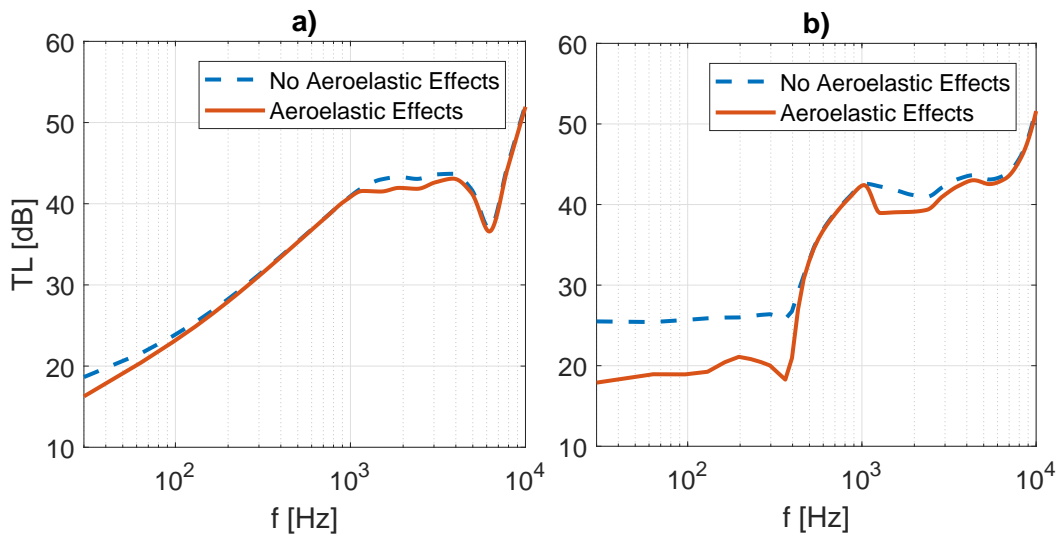 a)
60
50
40
30
20
10
TL [dB]
No Aeroelastic Effects
Aeroelastic Effects
10^2
10^3
10^4
f [Hz]
b)
60
50
40
30
20
10
No Aeroelastic Effects
Aeroelastic Effects
10^2
10^3
10^4
f [Hz]